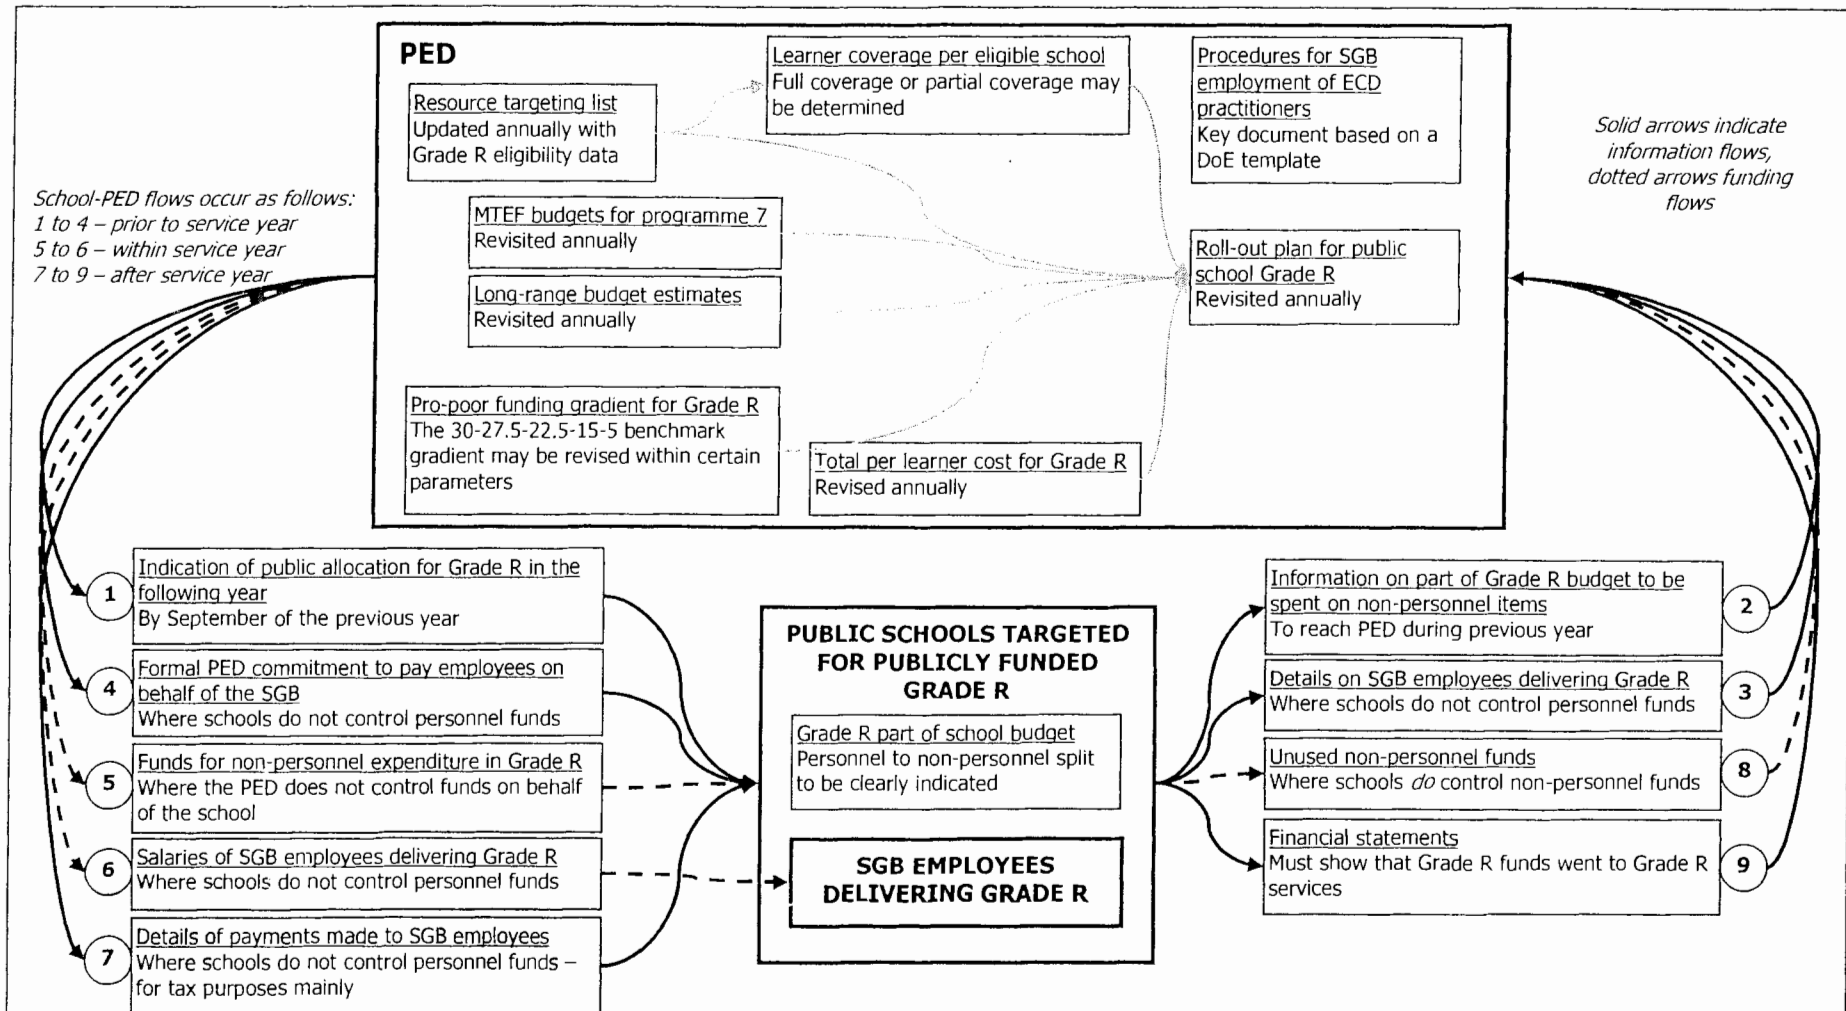 PED
Resource targeting list
Updated annually with
Grade R eligibility data
Learner coverage per eligible school
Full coverage or partial coverage may
be determined
Procedures for SGB
employment of ECD
practitioners
Key document based on a
DoE template
Solid arrows indicate
information flows,
dotted arrows funding
flows
School-PED flows occur as follows:
1 to 4 – prior to service year
5 to 6 – within service year
7 to 9 – after service year
MTEF budgets for programme 7
Revisited annually
Long-range budget estimates
Revisited annually
Roll-out plan for public
school Grade R
Revisited annually
Pro-poor funding gradient for Grade R
The 30-27.5-22.5-15-5 benchmark
gradient may be revised within certain
parameters
Total per learner cost for Grade R
Revised annually
1
Indication of public allocation for Grade R in the
following year
By September of the previous year
4
Formal PED commitment to pay employees on
behalf of the SGB
Where schools do not control personnel funds
5
Funds for non-personnel expenditure in Grade R
Where the PED does not control funds on behalf
of the school
6
Salaries of SGB employees delivering Grade R
Where schools do not control personnel funds
7
Details of payments made to SGB employees
Where schools do not control personnel funds –
for tax purposes mainly
PUBLIC SCHOOLS TARGETED
FOR PUBLICLY FUNDED
GRADE R
Grade R part of school budget
Personnel to non-personnel split
to be clearly indicated
SGB EMPLOYEES
DELIVERING GRADE R
Information on part of Grade R budget to be
spent on non-personnel items
To reach PED during previous year
2
Details on SGB employees delivering Grade R
Where schools do not control personnel funds
3
Unused non-personnel funds
Where schools do control non-personnel funds
8
Financial statements
Must show that Grade R funds went to Grade R
services
9